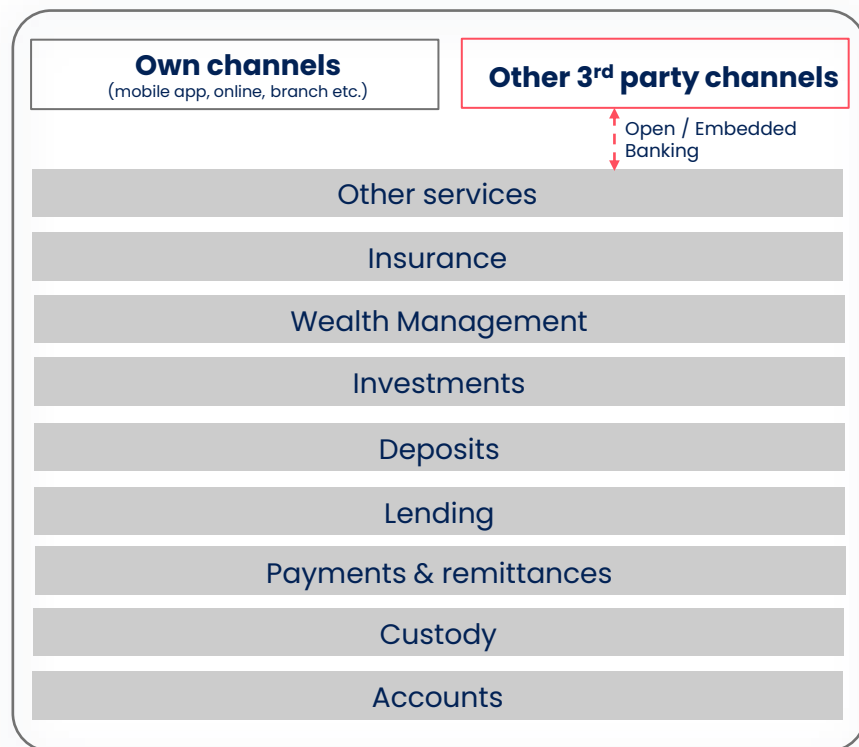 Own channels
(mobile app, online, branch etc.)
Other 3rd party channels
Open / Embedded
Banking
Other services
Insurance
Wealth Management
Investments
Deposits
Lending
Payments & remittances
Custody
Accounts